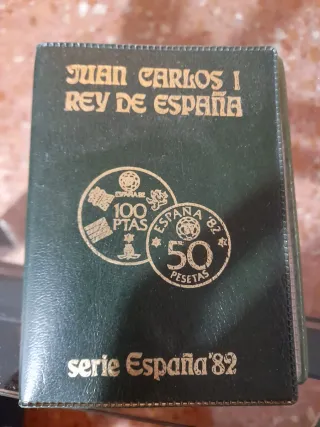 JUAN CARLOS I
REY DE ESPAÑA
ESPAÑA 82
100
PTAS
ESPAÑA '82
50
PESETAS
serie España '82